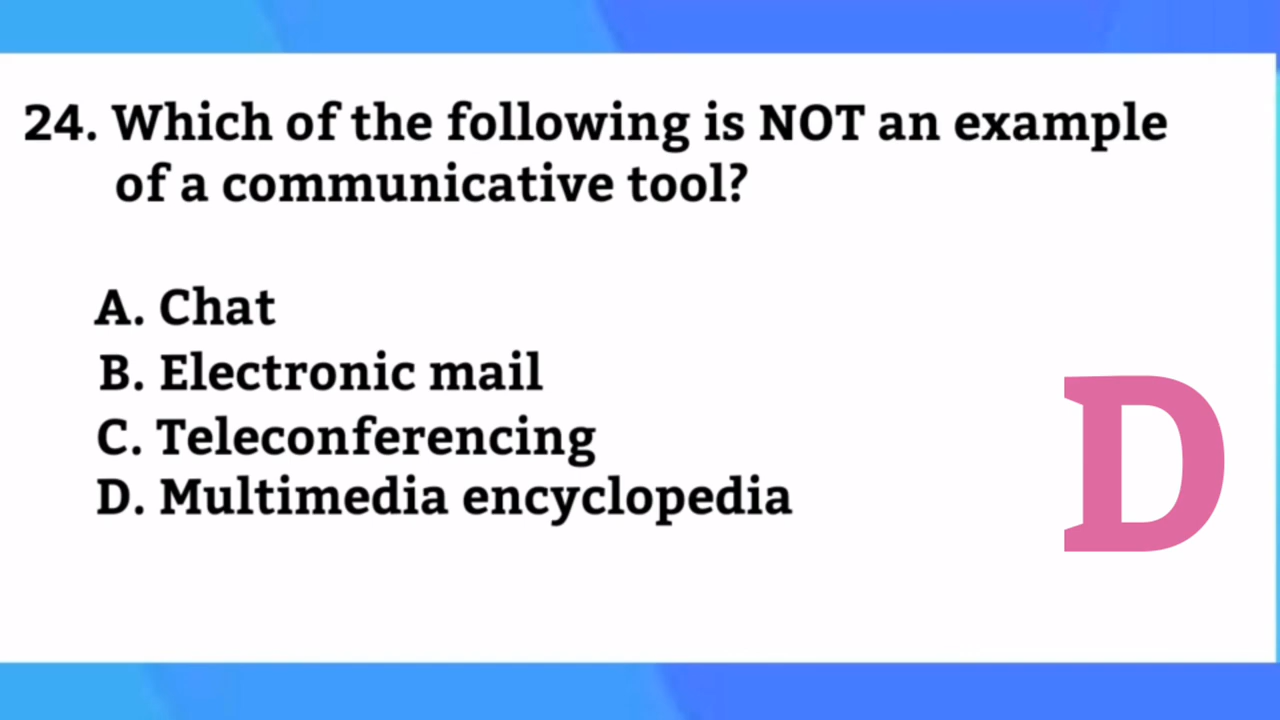 24. Which of the following is NOT an example
of a communicative tool?
A. Chat
B. Electronic mail
C. Teleconferencing
D. Multimedia encyclopedia
D